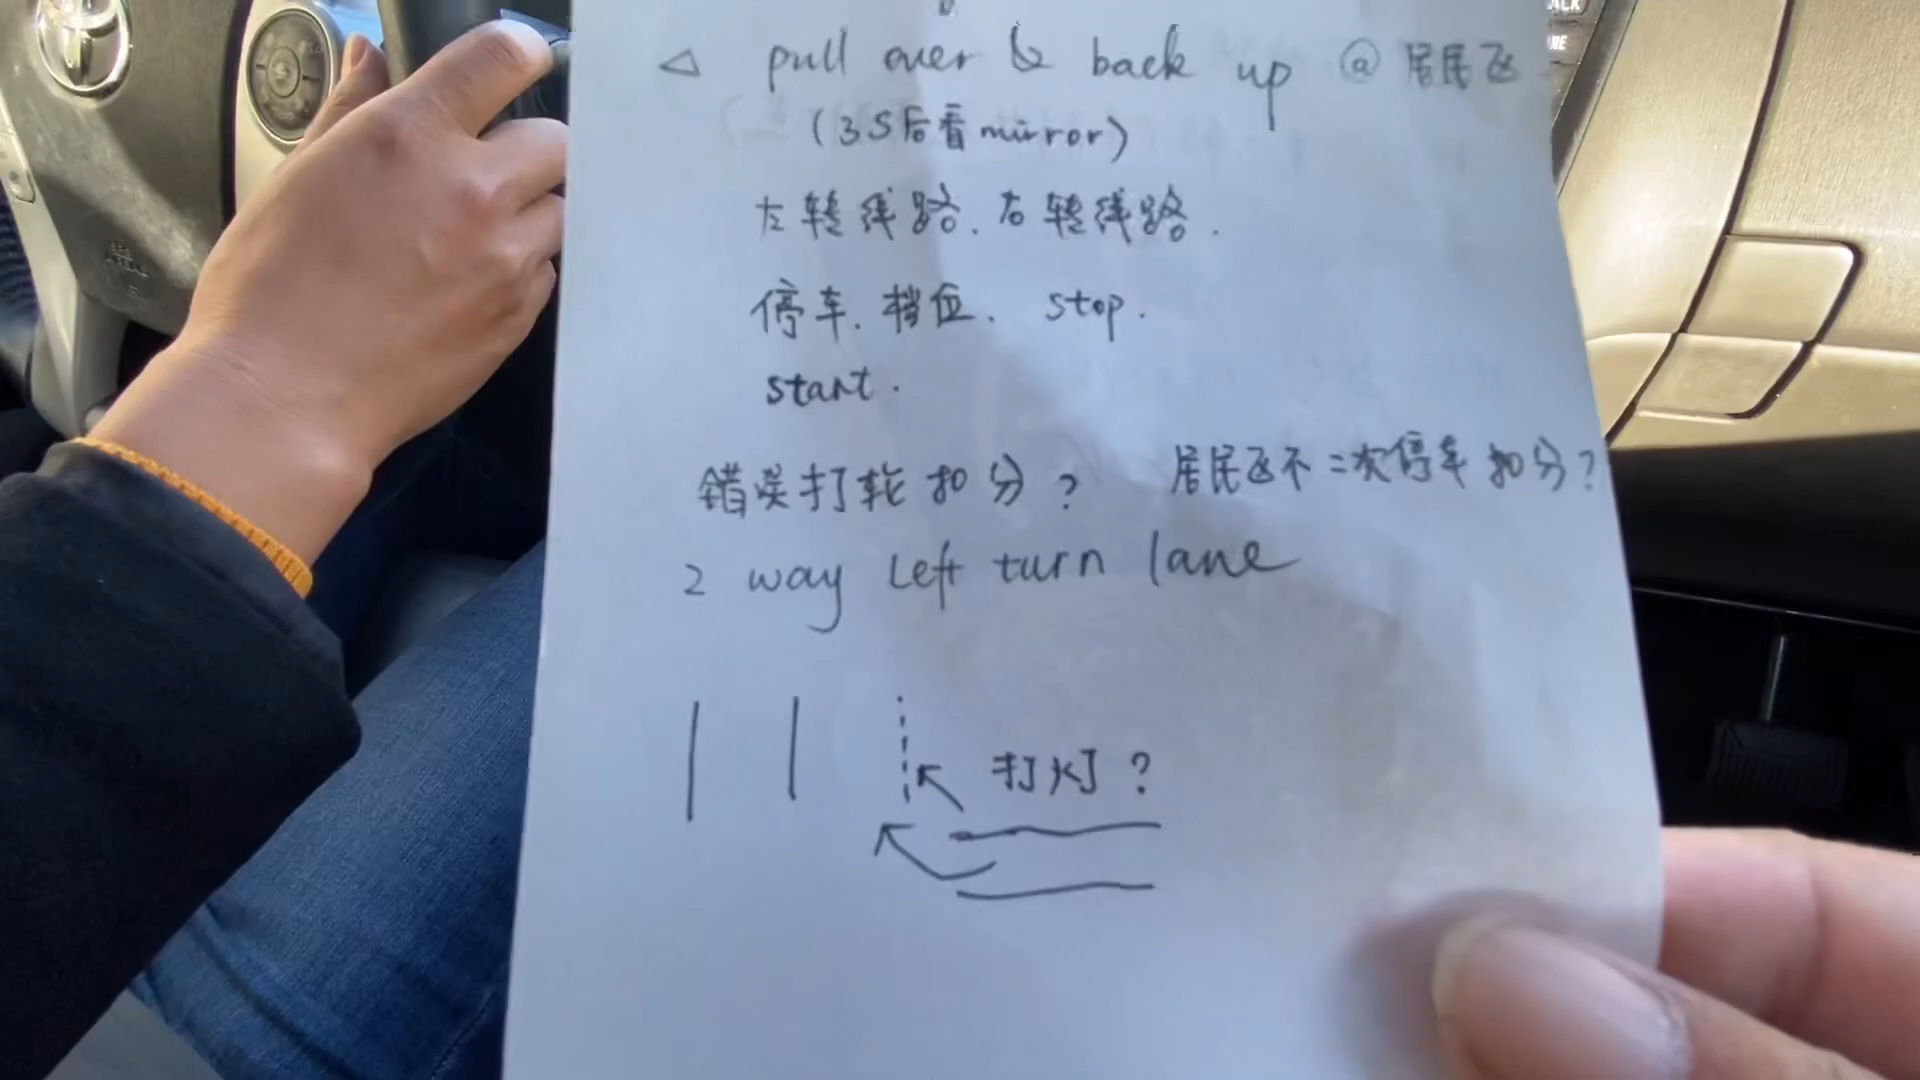 △ pull over & back up @ 居民区
(3S后看mirror)
左转线路、右转线路.
停车、档位. stop.
start.
错误打轮扣分? 居民区不二次停车扣分?
2 way left turn lane
打灯?